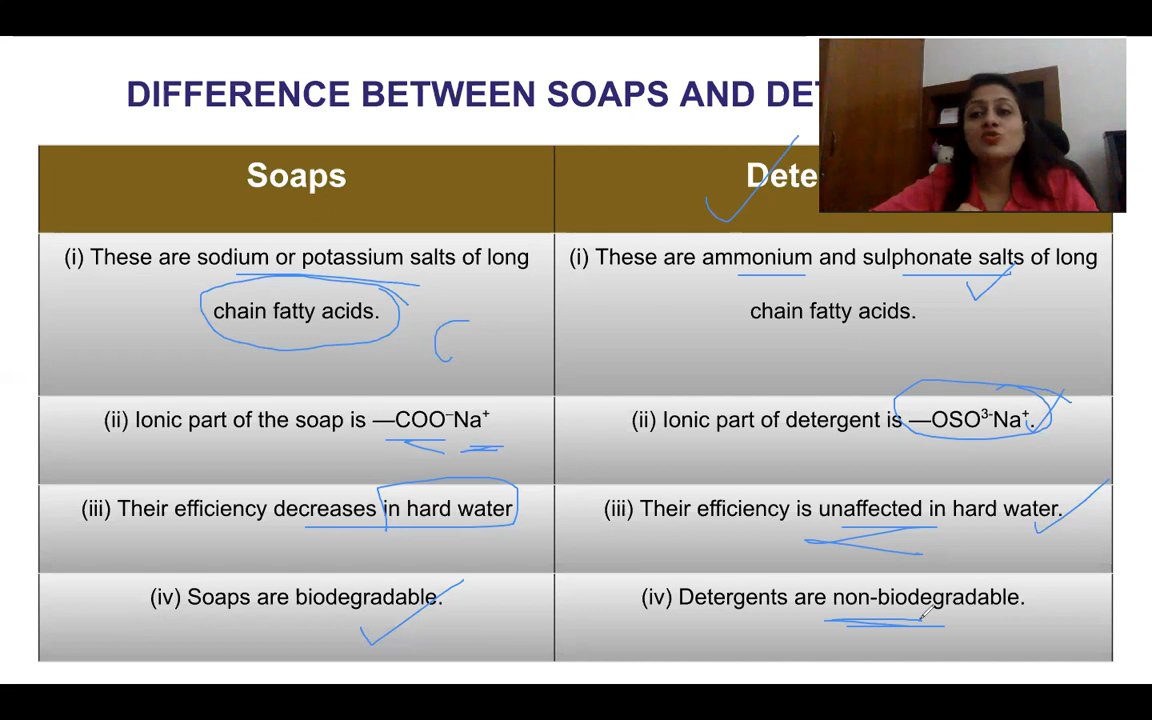 DIFFERENCE BETWEEN SOAPS AND DET
Soaps
Dete
(i) These are sodium or potassium salts of long
chain fatty acids.
(i) These are ammonium and sulphonate salts of long
chain fatty acids.
(ii) Ionic part of the soap is —COO⁻Na⁺
(ii) Ionic part of detergent is —OSO³⁻Na⁺.
(iii) Their efficiency decreases in hard water
(iii) Their efficiency is unaffected in hard water.
(iv) Soaps are biodegradable.
(iv) Detergents are non-biodegradable.